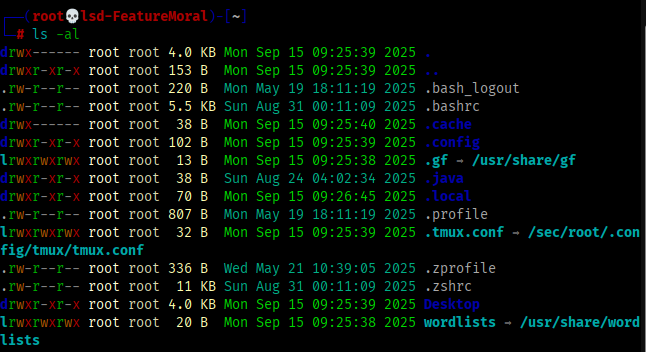 ┌──(root💀lsd-FeatureMoral)-[~]
└─# ls -al
drwx------ root root 4.0 KB Mon Sep 15 09:25:39 2025 .
drwxr-xr-x root root 153 B  Mon Sep 15 09:25:39 2025 ..
.rw-r--r-- root root 220 B  Mon May 19 18:11:19 2025 .bash_logout
.rw-r--r-- root root 5.5 KB Sun Aug 31 00:11:09 2025 .bashrc
drwxr-xr-x root root  38 B  Mon Sep 15 09:25:40 2025 .cache
drwxr-xr-x root root 102 B  Mon Sep 15 09:25:39 2025 .config
lrwxrwxrwx root root  13 B  Mon Sep 15 09:25:38 2025 .gf ⇒ /usr/share/gf
drwxr-xr-x root root  38 B  Sun Aug 24 04:02:34 2025 .java
drwxr-xr-x root root  70 B  Mon Sep 15 09:26:45 2025 .local
.rw-r--r-- root root 807 B  Mon May 19 18:11:19 2025 .profile
lrwxrwxrwx root root  32 B  Mon Sep 15 09:25:39 2025 .tmux.conf ⇒ /sec/root/.con
fig/tmux/tmux.conf
.rw-r--r-- root root 336 B  Wed May 21 10:39:05 2025 .zprofile
.rw-r--r-- root root  11 KB Sun Aug 31 00:11:09 2025 .zshrc
drwxr-xr-x root root 4.0 KB Mon Sep 15 09:25:39 2025 Desktop
lrwxrwxrwx root root  20 B  Mon Sep 15 09:25:38 2025 wordlists ⇒ /usr/share/word
lists